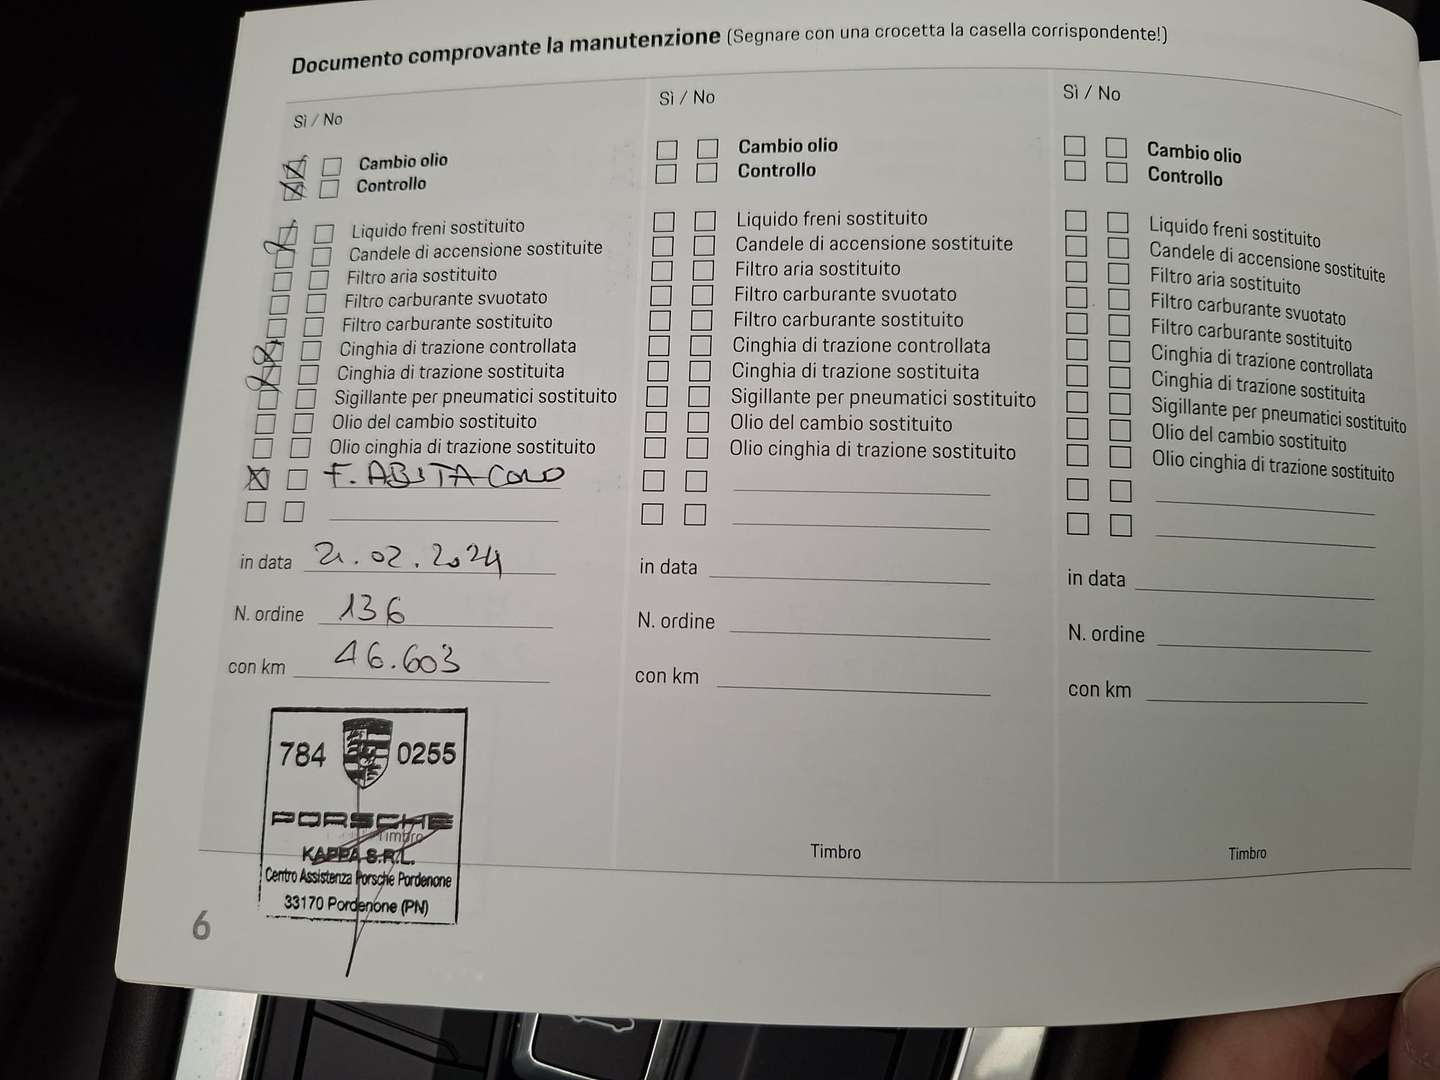 Documento comprovante la manutenzione (Segnare con una crocetta la casella corrispondente!)
Sì / No
Cambio olio
Controllo
Liquido freni sostituito
Candele di accensione sostituite
Filtro aria sostituito
Filtro carburante svuotato
Filtro carburante sostituito
Cinghia di trazione controllata
Cinghia di trazione sostituita
Sigillante per pneumatici sostituito
Olio del cambio sostituito
Olio cinghia di trazione sostituito
F. ABITACOLO
in data 21.02.2024
N. ordine 136
con km 46.603
784 0255
PORSCHE
Timbro
KAPPA S.R.L.
Centro Assistenza Porsche Pordenone
33170 Pordenone (PN)
6
Sì / No
Cambio olio
Controllo
Liquido freni sostituito
Candele di accensione sostituite
Filtro aria sostituito
Filtro carburante svuotato
Filtro carburante sostituito
Cinghia di trazione controllata
Cinghia di trazione sostituita
Sigillante per pneumatici sostituito
Olio del cambio sostituito
Olio cinghia di trazione sostituito
in data
N. ordine
con km
Timbro
Sì / No
Cambio olio
Controllo
Liquido freni sostituito
Candele di accensione sostituite
Filtro aria sostituito
Filtro carburante svuotato
Filtro carburante sostituito
Cinghia di trazione controllata
Cinghia di trazione sostituita
Sigillante per pneumatici sostituito
Olio del cambio sostituito
Olio cinghia di trazione sostituito
in data
N. ordine
con km
Timbro